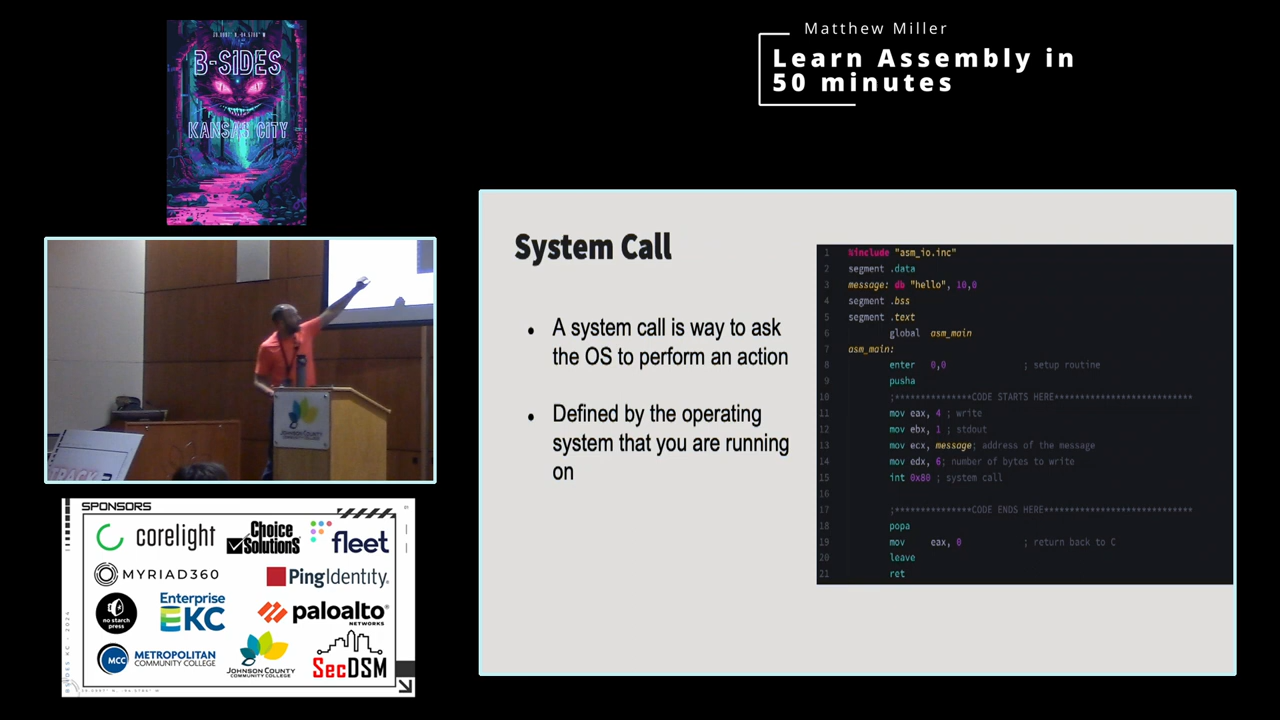 B-SIDES
KANSAS CITY
Matthew Miller
Learn Assembly in
50 minutes
TRACK
JOHNSON COUNTY
COMMUNITY COLLEGE
System Call
• A system call is way to ask
the OS to perform an action
• Defined by the operating
system that you are running
on
1 %include "asm_io.inc"
2 segment .data
3 message: db "hello", 10,0
4 segment .bss
5 segment .text
6 global asm_main
7 asm_main:
8 enter 0,0 ; setup routine
9 pusha
10 ;***************CODE STARTS HERE***************************
11 mov eax, 4 ; write
12 mov ebx, 1 ; stdout
13 mov ecx, message; address of the message
14 mov edx, 6; number of bytes to write
15 int 0x80 ; system call
16
17 ;***************CODE ENDS HERE*****************************
18 popa
19 mov eax, 0 ; return back to C
20 leave
21 ret
SPONSORS
corelight
Choice
Solutions
fleet
MYRIAD360
PingIdentity.
no starch
press
Enterprise
EKC
paloalto
NETWORKS
MCC
METROPOLITAN
COMMUNITY COLLEGE
JOHNSON COUNTY
COMMUNITY COLLEGE
SecDSM